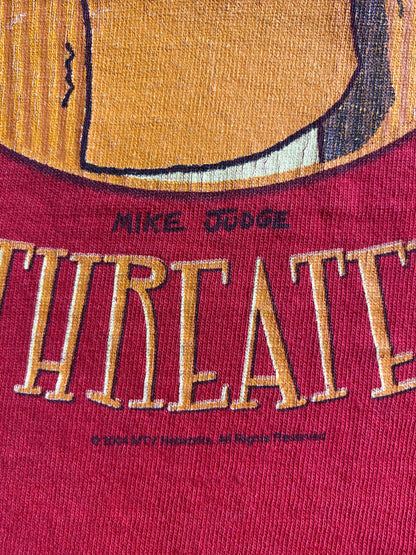 MIKE JUDGE
THREATE
© 2004 MTV Networks. All Rights Reserved